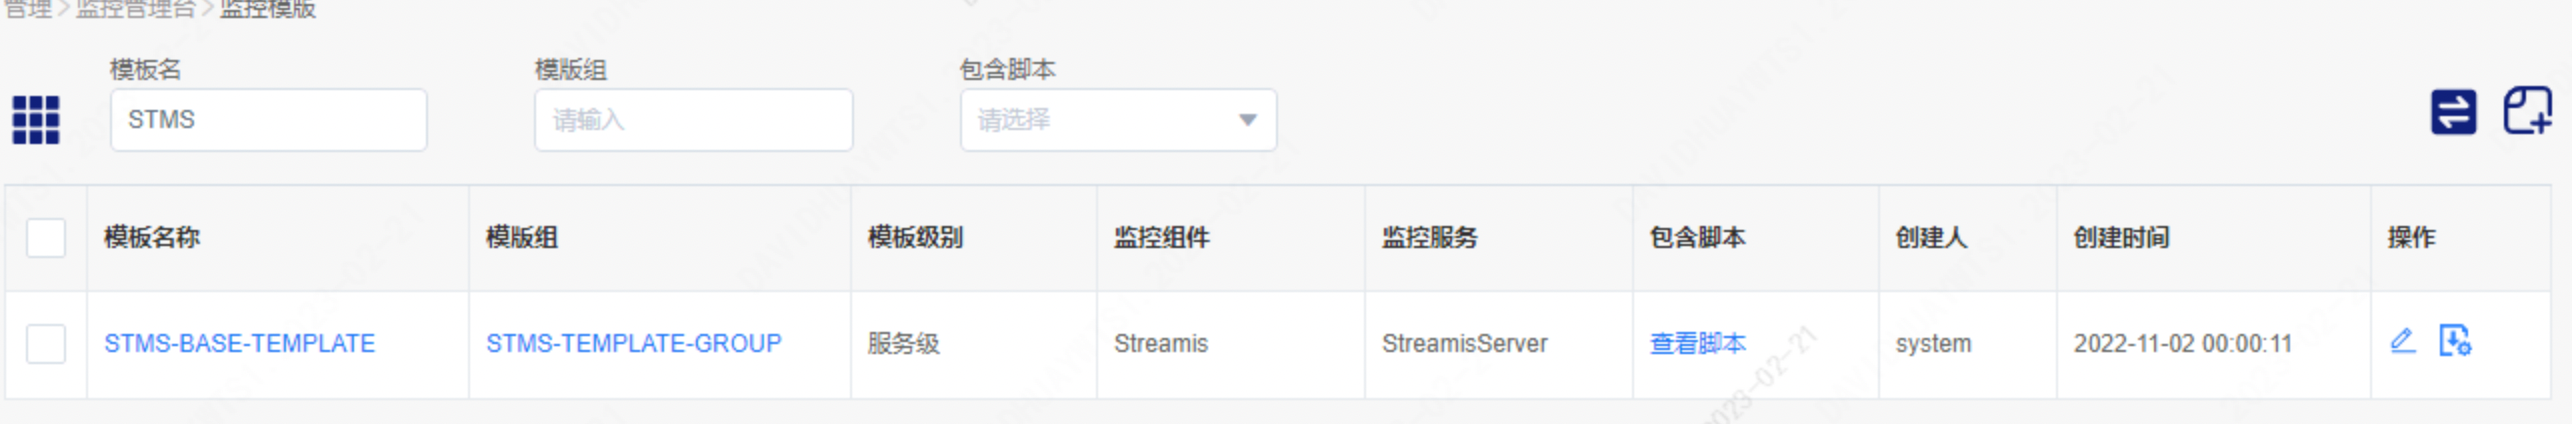 管理 > 监控管理台 > 监控模版
模板名 模版组 包含脚本
STMS 请输入 请选择
模板名称 模版组 模板级别 监控组件 监控服务 包含脚本 创建人 创建时间 操作
STMS-BASE-TEMPLATE STMS-TEMPLATE-GROUP 服务级 Streamis StreamisServer 查看脚本 system 2022-11-02 00:00:11